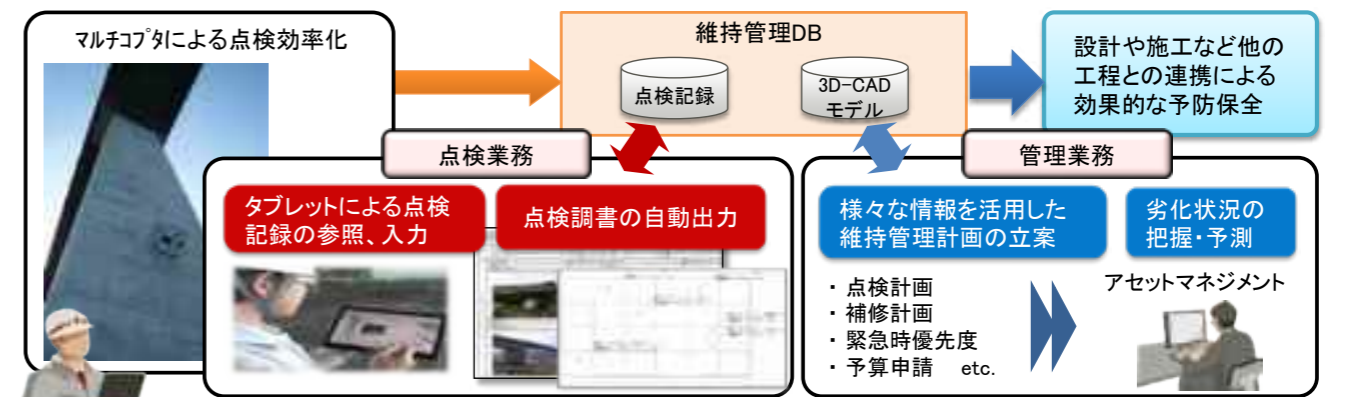 マルチコプタによる点検効率化
維持管理DB
点検記録
3D-CAD
モデル
設計や施工など他の
工程との連携による
効果的な予防保全
点検業務
タブレットによる点検
記録の参照、入力
点検調書の自動出力
管理業務
様々な情報を活用した
維持管理計画の立案
劣化状況の
把握・予測
・ 点検計画
・ 補修計画
・ 緊急時優先度
・ 予算申請 etc.
アセットマネジメント